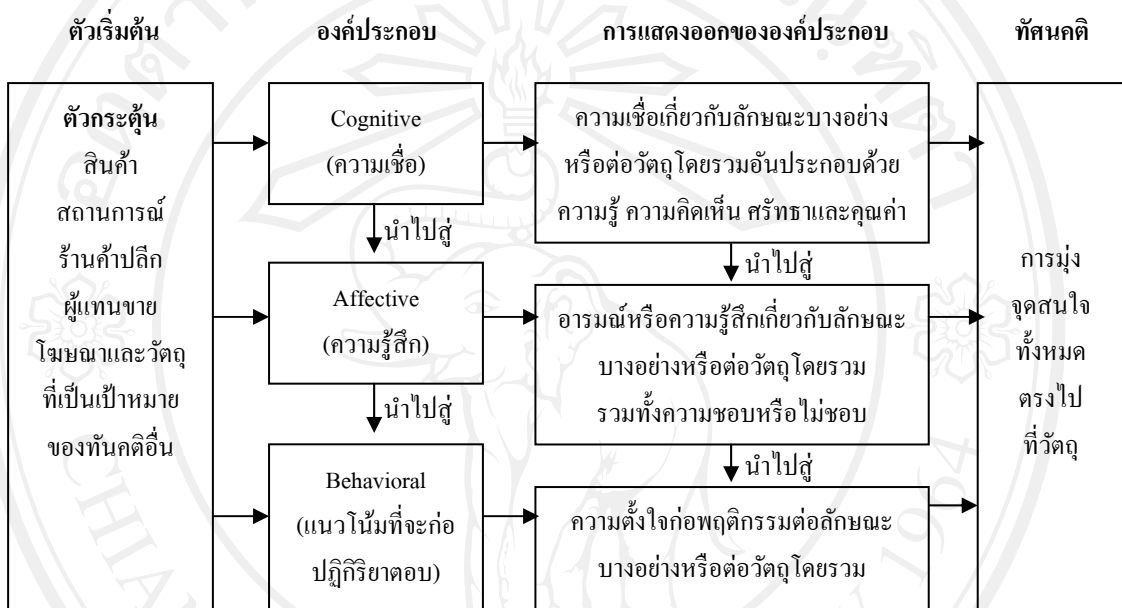 ตัวเริ่มต้น
องค์ประกอบ
การแสดงออกขององค์ประกอบ
ทัศนคติ
ตัวกระตุ้น
สินค้า
สถานการณ์
ร้านค้าปลีก
ผู้แทนขาย
โฆษณาและวัตถุ
ที่เป็นเป้าหมาย
ของทันคติอื่น
Cognitive
(ความเชื่อ)
นำไปสู่
Affective
(ความรู้สึก)
นำไปสู่
Behavioral
(แนวโน้มที่จะก่อ
ปฏิกิริยาตอบ)
ความเชื่อเกี่ยวกับลักษณะบางอย่าง
หรือต่อวัตถุโดยรวมอันประกอบด้วย
ความรู้ ความคิดเห็น ศรัทธาและคุณค่า
นำไปสู่
อารมณ์หรือความรู้สึกเกี่ยวกับลักษณะ
บางอย่างหรือต่อวัตถุโดยรวม
รวมทั้งความชอบหรือไม่ชอบ
นำไปสู่
ความตั้งใจก่อพฤติกรรมต่อลักษณะ
บางอย่างหรือต่อวัตถุโดยรวม
การมุ่ง
จุดสนใจ
ทั้งหมด
ตรงไป
ที่วัตถุ
1964